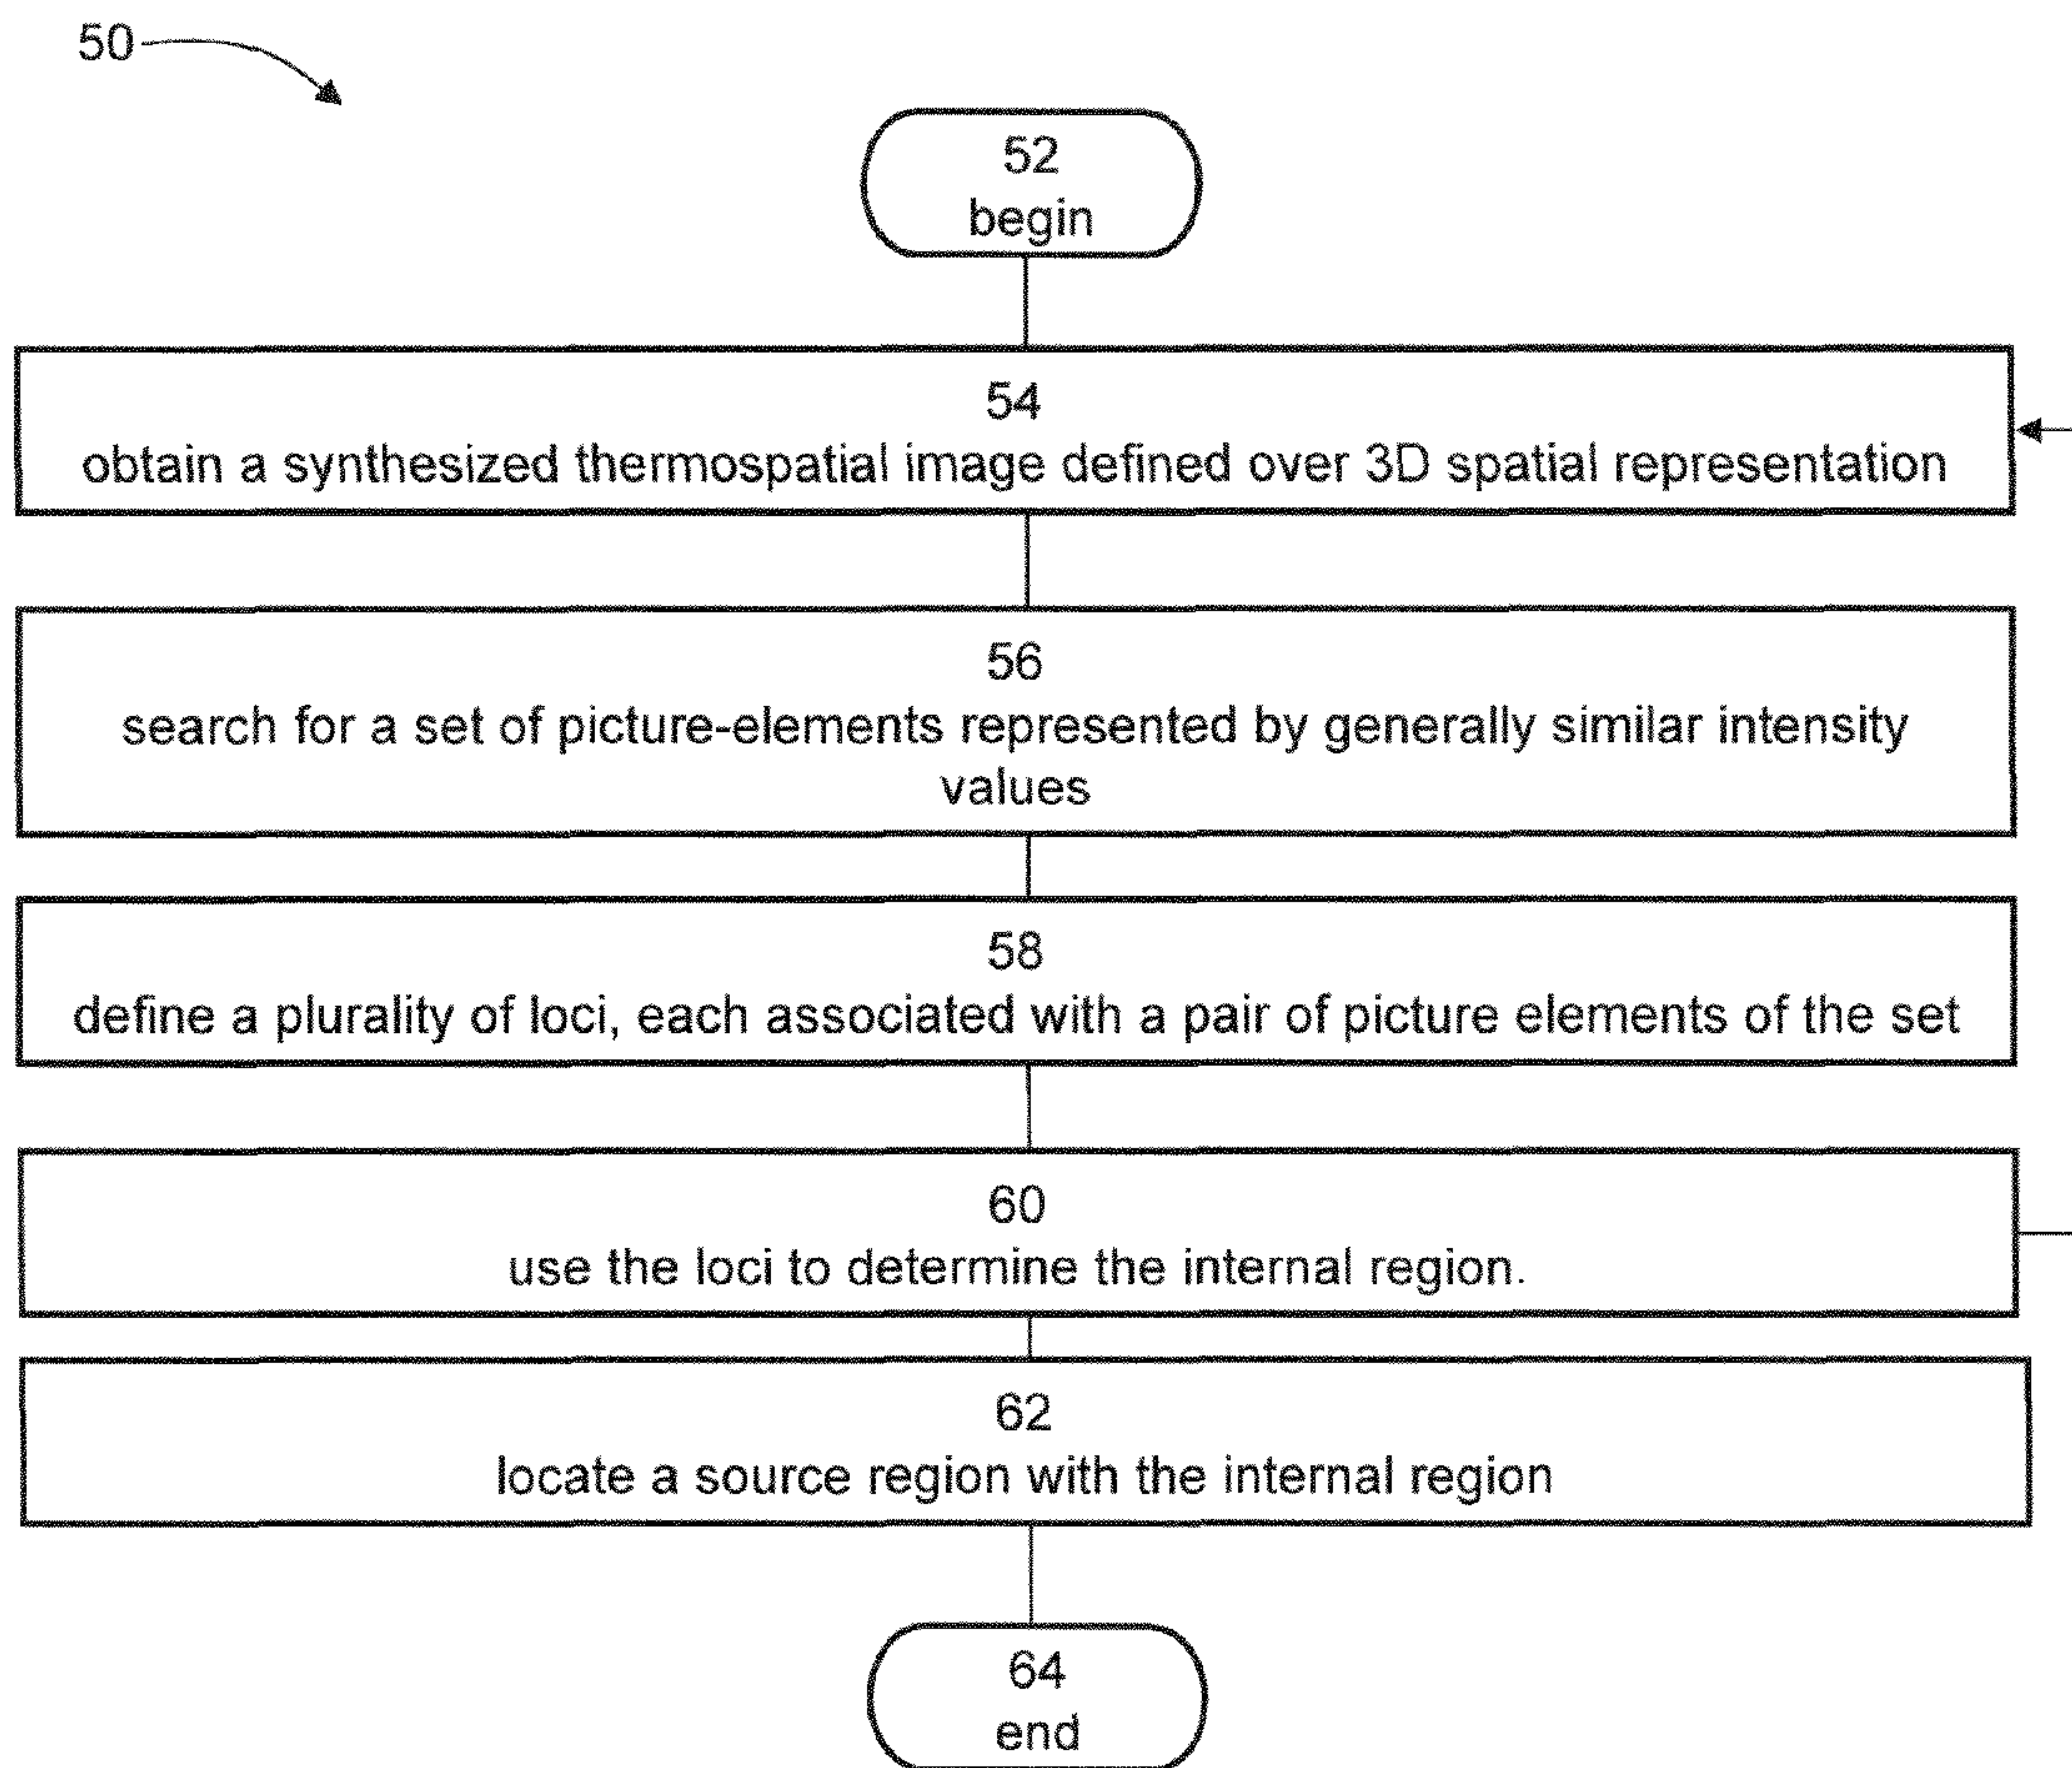 50
52
begin
54
obtain a synthesized thermospatial image defined over 3D spatial representation
56
search for a set of picture-elements represented by generally similar intensity
values
58
define a plurality of loci, each associated with a pair of picture elements of the set
60
use the loci to determine the internal region.
62
locate a source region with the internal region
64
end